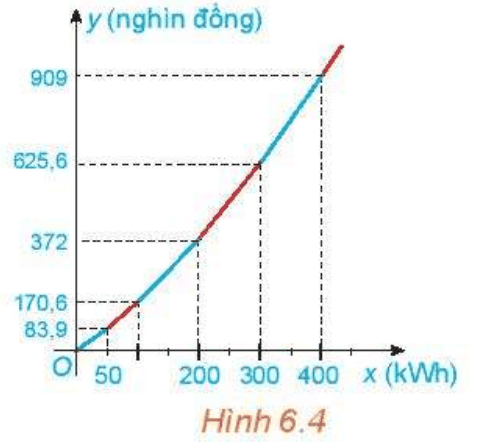 y (nghìn đồng)
909
625,6
372
170,6
83,9
O
50 200 300 400 x (kWh)
Hình 6.4